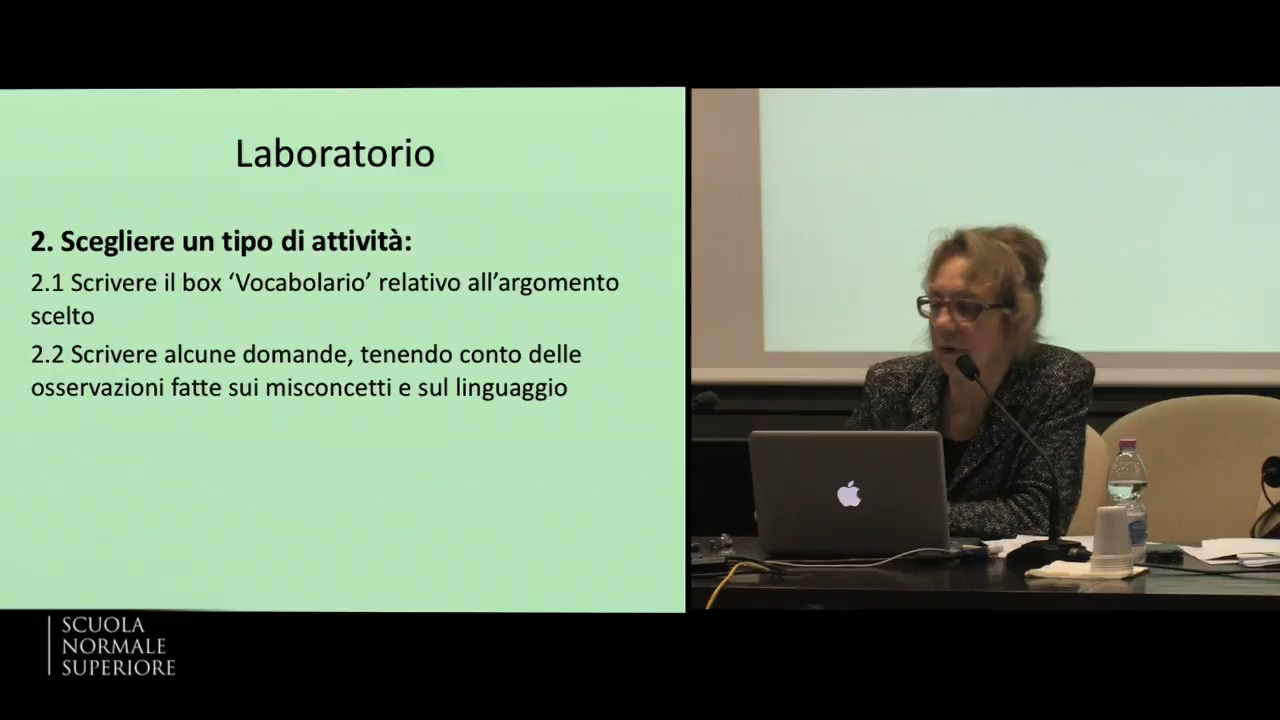 Laboratorio
2. Scegliere un tipo di attività:
2.1 Scrivere il box ‘Vocabolario’ relativo all’argomento
scelto
2.2 Scrivere alcune domande, tenendo conto delle
osservazioni fatte sui misconcetti e sul linguaggio
SCUOLA
NORMALE
SUPERIORE